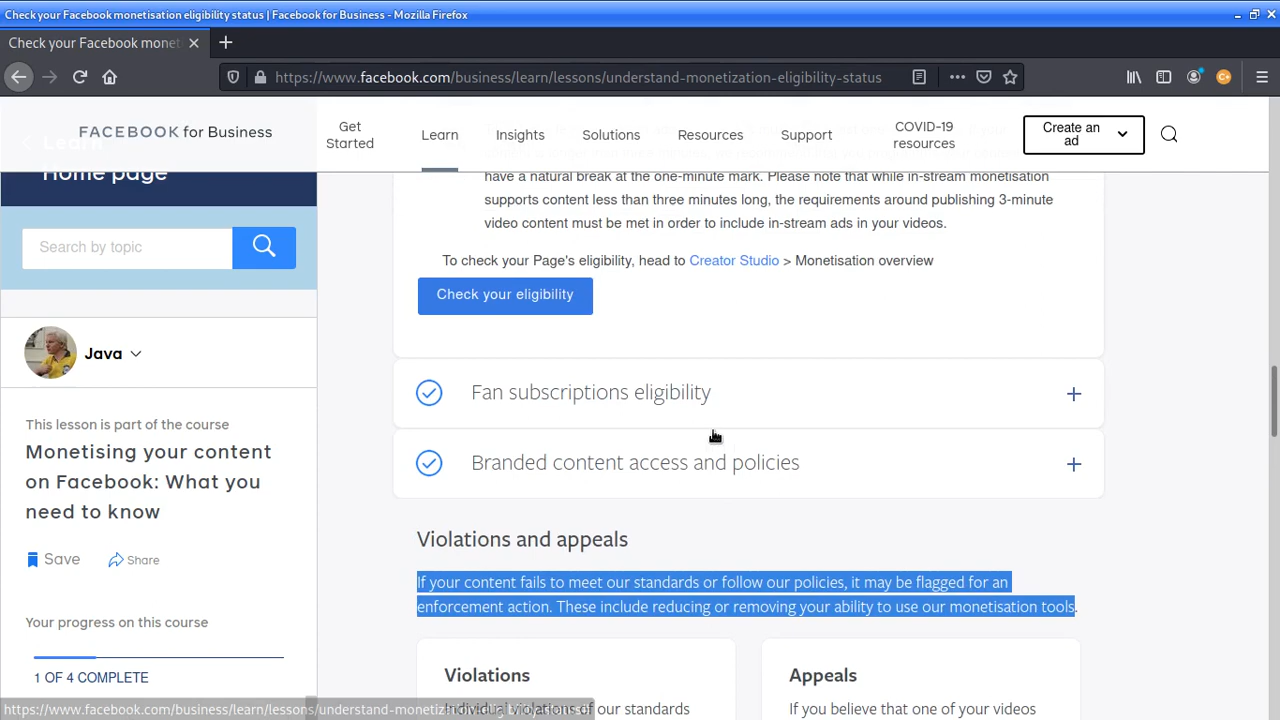 Check your Facebook monetisation eligibility status | Facebook for Business - Mozilla Firefox
Check your Facebook monet
https://www.facebook.com/business/learn/lessons/understand-monetization-eligibility-status
FACEBOOK for Business
Get Started
Learn
Insights
Solutions
Resources
Support
COVID-19 resources
Create an ad
Learn
Home page
Search by topic
Java
This lesson is part of the course
Monetising your content
on Facebook: What you
need to know
Save
Share
Your progress on this course
1 OF 4 COMPLETE
have a natural break at the one-minute mark. Please note that while in-stream monetisation
supports content less than three minutes long, the requirements around publishing 3-minute
video content must be met in order to include in-stream ads in your videos.
To check your Page's eligibility, head to Creator Studio > Monetisation overview
Check your eligibility
Fan subscriptions eligibility
Branded content access and policies
Violations and appeals
If your content fails to meet our standards or follow our policies, it may be flagged for an
enforcement action. These include reducing or removing your ability to use our monetisation tools.
Violations
of our standards
Appeals
If you believe that one of your videos